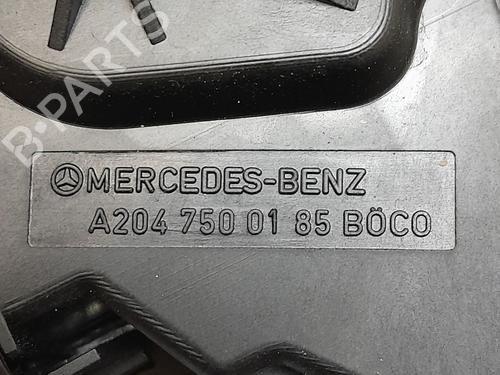 B-PARTS
MERCEDES-BENZ
A204 750 01 85 BÖCO